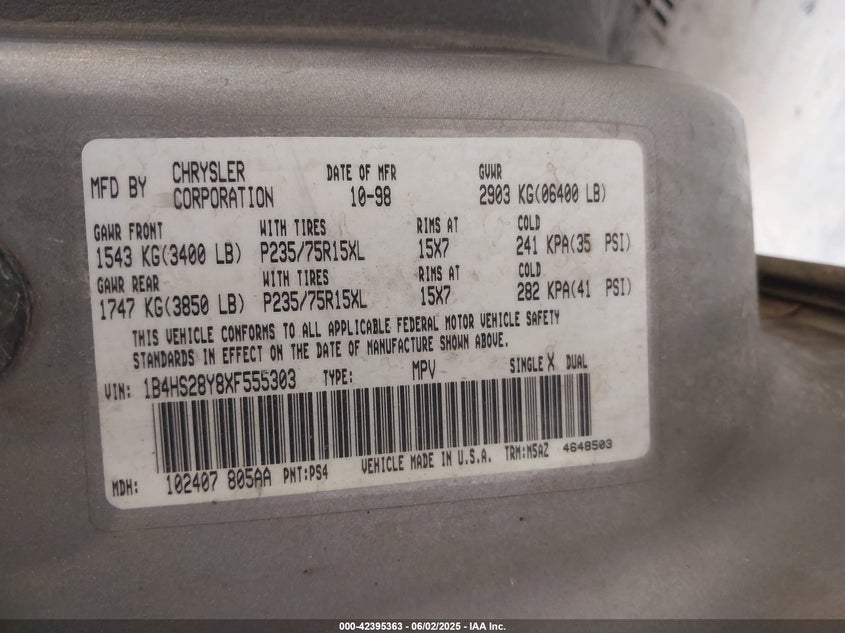 MFD BY CHRYSLER CORPORATION DATE OF MFR 10-98 GVWR 2903 KG(06400 LB)
GAWR FRONT WITH TIRES RIMS AT COLD
1543 KG(3400 LB) P235/75R15XL 15X7 241 KPA(35 PSI)
GAWR REAR WITH TIRES RIMS AT COLD
1747 KG(3850 LB) P235/75R15XL 15X7 282 KPA(41 PSI)
THIS VEHICLE CONFORMS TO ALL APPLICABLE FEDERAL MOTOR VEHICLE SAFETY
STANDARDS IN EFFECT ON THE DATE OF MANUFACTURE SHOWN ABOVE.
VIN: 1B4HS28Y8XF555303 TYPE: MPV SINGLE X DUAL
MDH: 102407 805AA PNT:PS4 VEHICLE MADE IN U.S.A. TRM:M5AZ 4648503
000-42395363 - 06/02/2025 - IAA Inc.